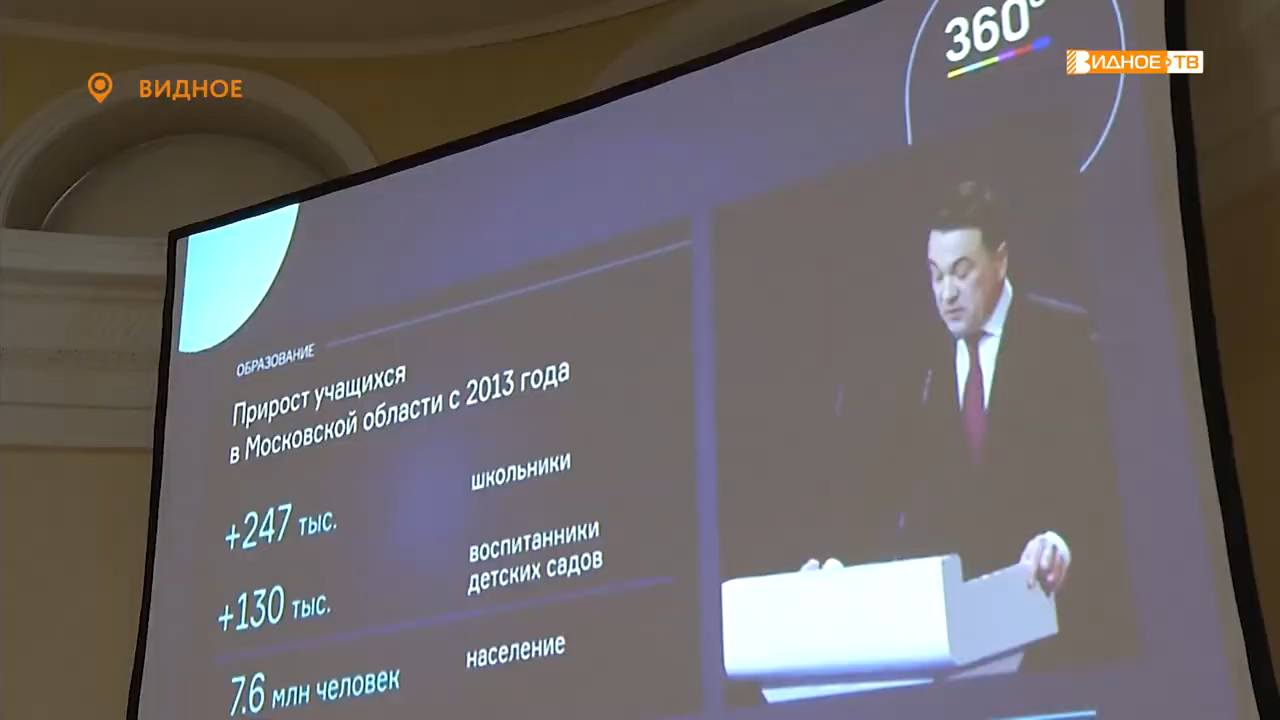 ВИДНОЕ
360°
ВИДНОЕ ТВ
ОБРАЗОВАНИЕ
Прирост учащихся
в Московской области с 2013 года
+247 тыс.
школьники
+130 тыс.
воспитанники
детских садов
7.6 млн человек
население